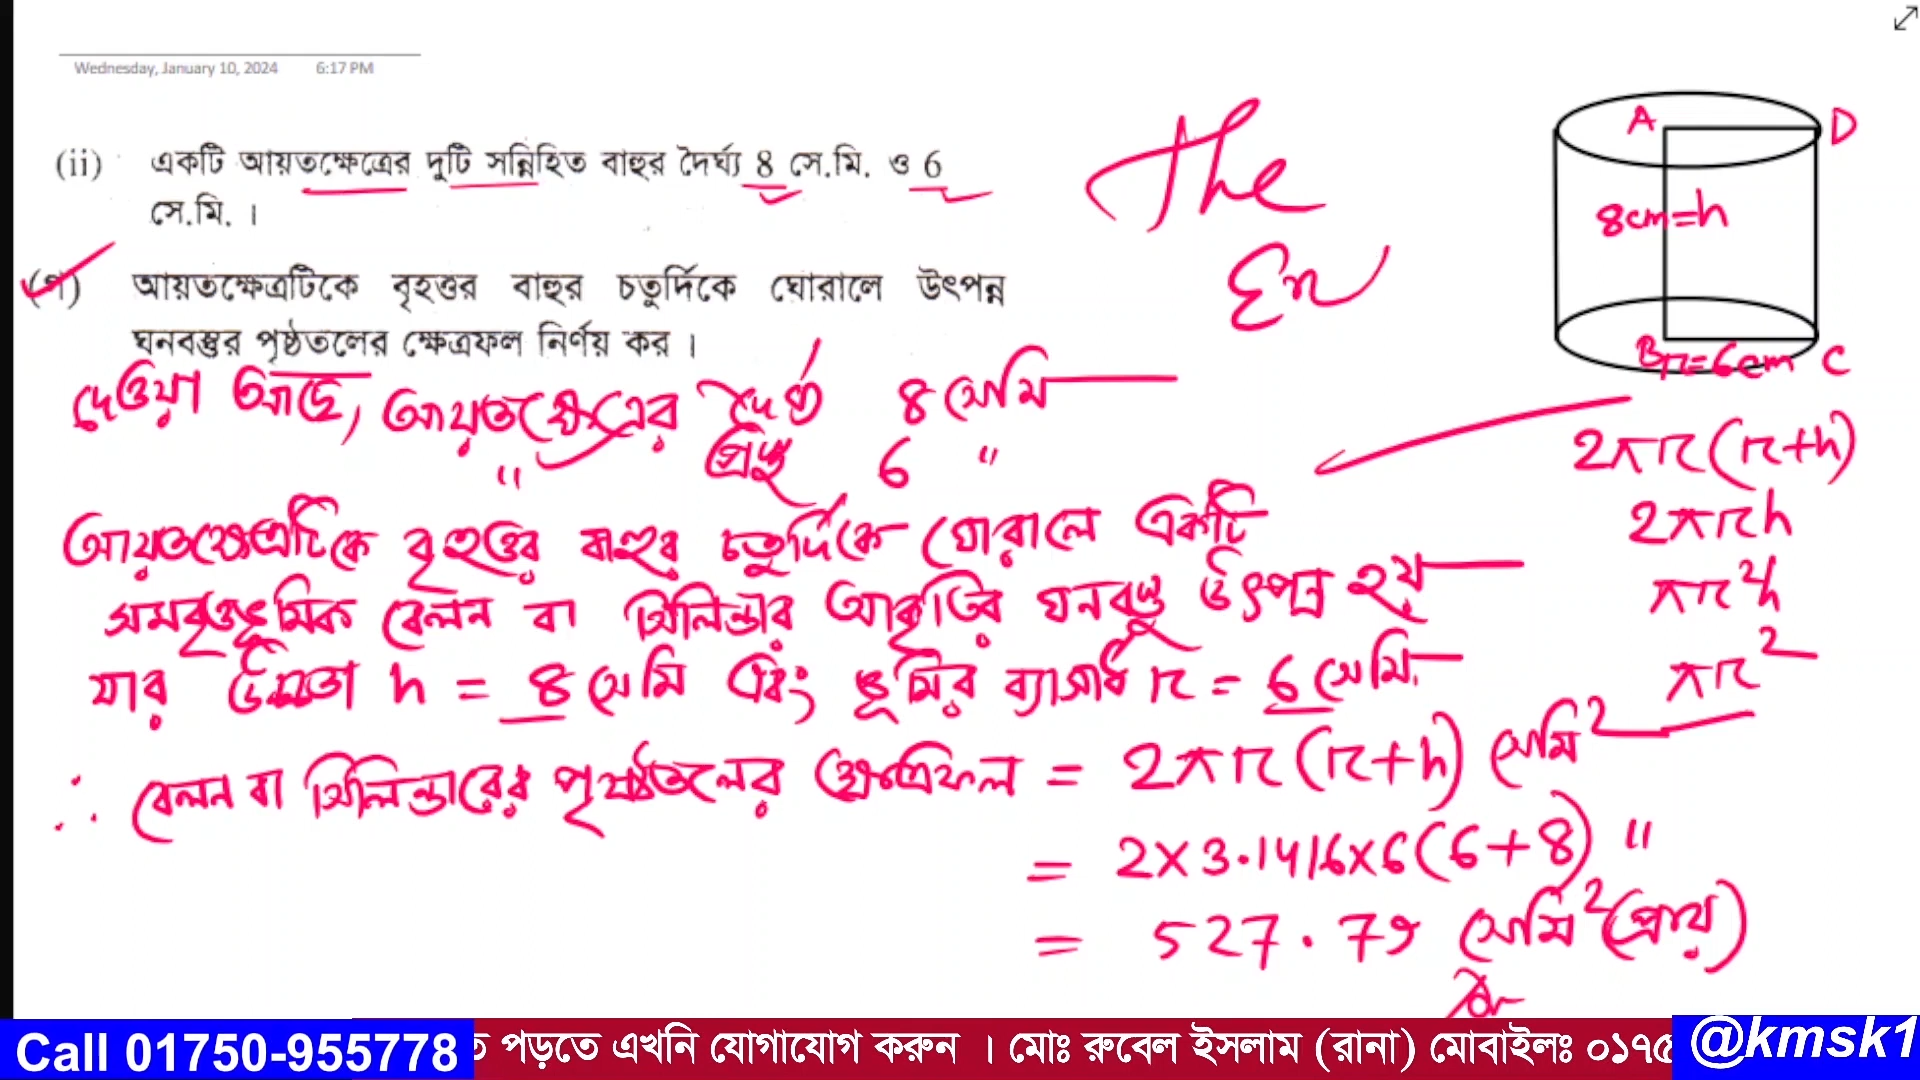 Wednesday, January 10, 2024 6:17 PM
(ii) একটি আয়তক্ষেত্রের দুটি সন্নিহিত বাহুর দৈর্ঘ্য 8 সে.মি. ও 6
সে.মি. ।
(গ) আয়তক্ষেত্রটিকে বৃহত্তর বাহুর চতুর্দিকে ঘোরালে উৎপন্ন
ঘনবস্তুর পৃষ্ঠতলের ক্ষেত্রফল নির্ণয় কর ।
The
En
A D
8cm=h
B r=6cm C
দেওয়া আছে, আয়তক্ষেত্রের দৈর্ঘ্য 8 সেমি
" প্রস্থ 6 "
আয়তক্ষেত্রটিকে বৃহত্তর বাহুর চতুর্দিকে ঘোরালে একটি
সমবৃত্তভূমিক বেলন বা সিলিন্ডার আকৃতির ঘনবস্তু উৎপন্ন হয়
যার উচ্চতা h = 8 সেমি এবং ভূমির ব্যাসার্ধ r = 6 সেমি.
∴ বেলন বা সিলিন্ডারের পৃষ্ঠতলের ক্ষেত্রফল = 2πr(r+h) সেমি²
= 2×3.1416×6(6+8) "
= 527.79 সেমি² (প্রায়)
2πr(r+h)
2πrh
πr²h
πr²
Call 01750-955778
ত পড়তে এখনি যোগাযোগ করুন । মোঃ রুবেল ইসলাম (রানা) মোবাইলঃ ০১৭৫
@kmsk1